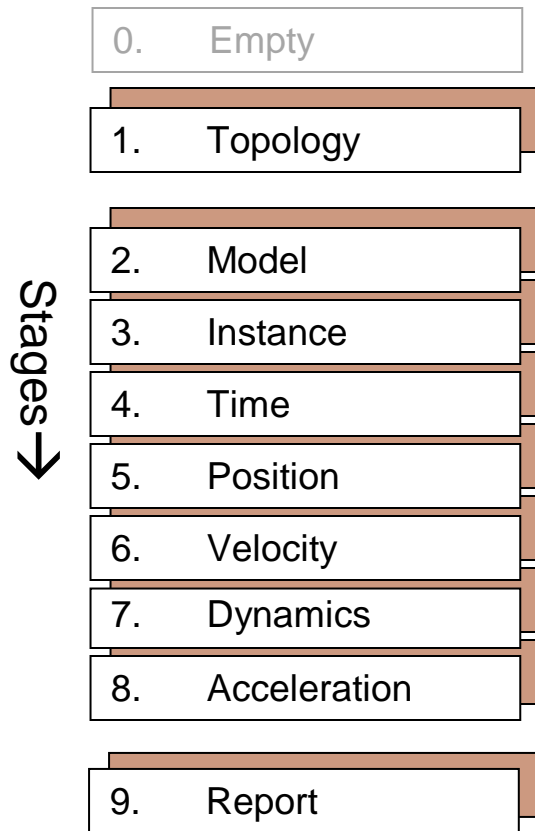 0. Empty
1. Topology
2. Model
3. Instance
4. Time
5. Position
6. Velocity
7. Dynamics
8. Acceleration
9. Report
Stages→